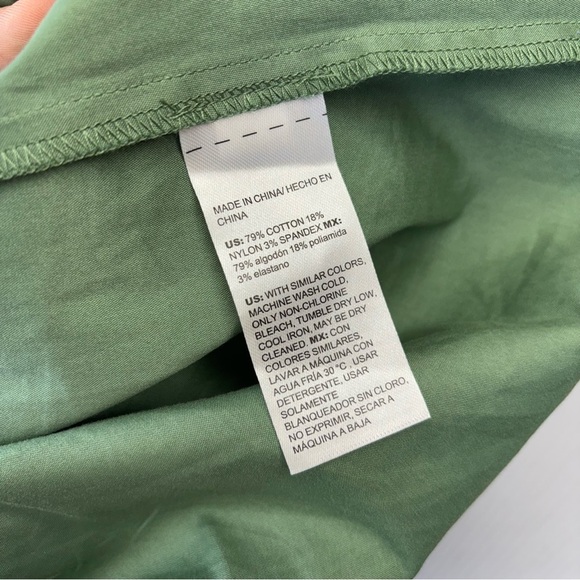 MADE IN CHINA/ HECHO EN
CHINA
US: 79% COTTON 18%
NYLON 3% SPANDEX MX:
79% algodón 18% poliamida
3% elastano
US: WITH SIMILAR COLORS,
MACHINE WASH COLD,
ONLY NON-CHLORINE
BLEACH, TUMBLE DRY LOW,
COOL IRON, MAY BE DRY
CLEANED. MX: CON
COLORES SIMILARES,
LAVAR A MÁQUINA CON
AGUA FRÍA 30 °C , USAR
DETERGENTE, USAR
SOLAMENTE
BLANQUEADOR SIN CLORO,
NO EXPRIMIR, SECAR A
MÁQUINA A BAJA